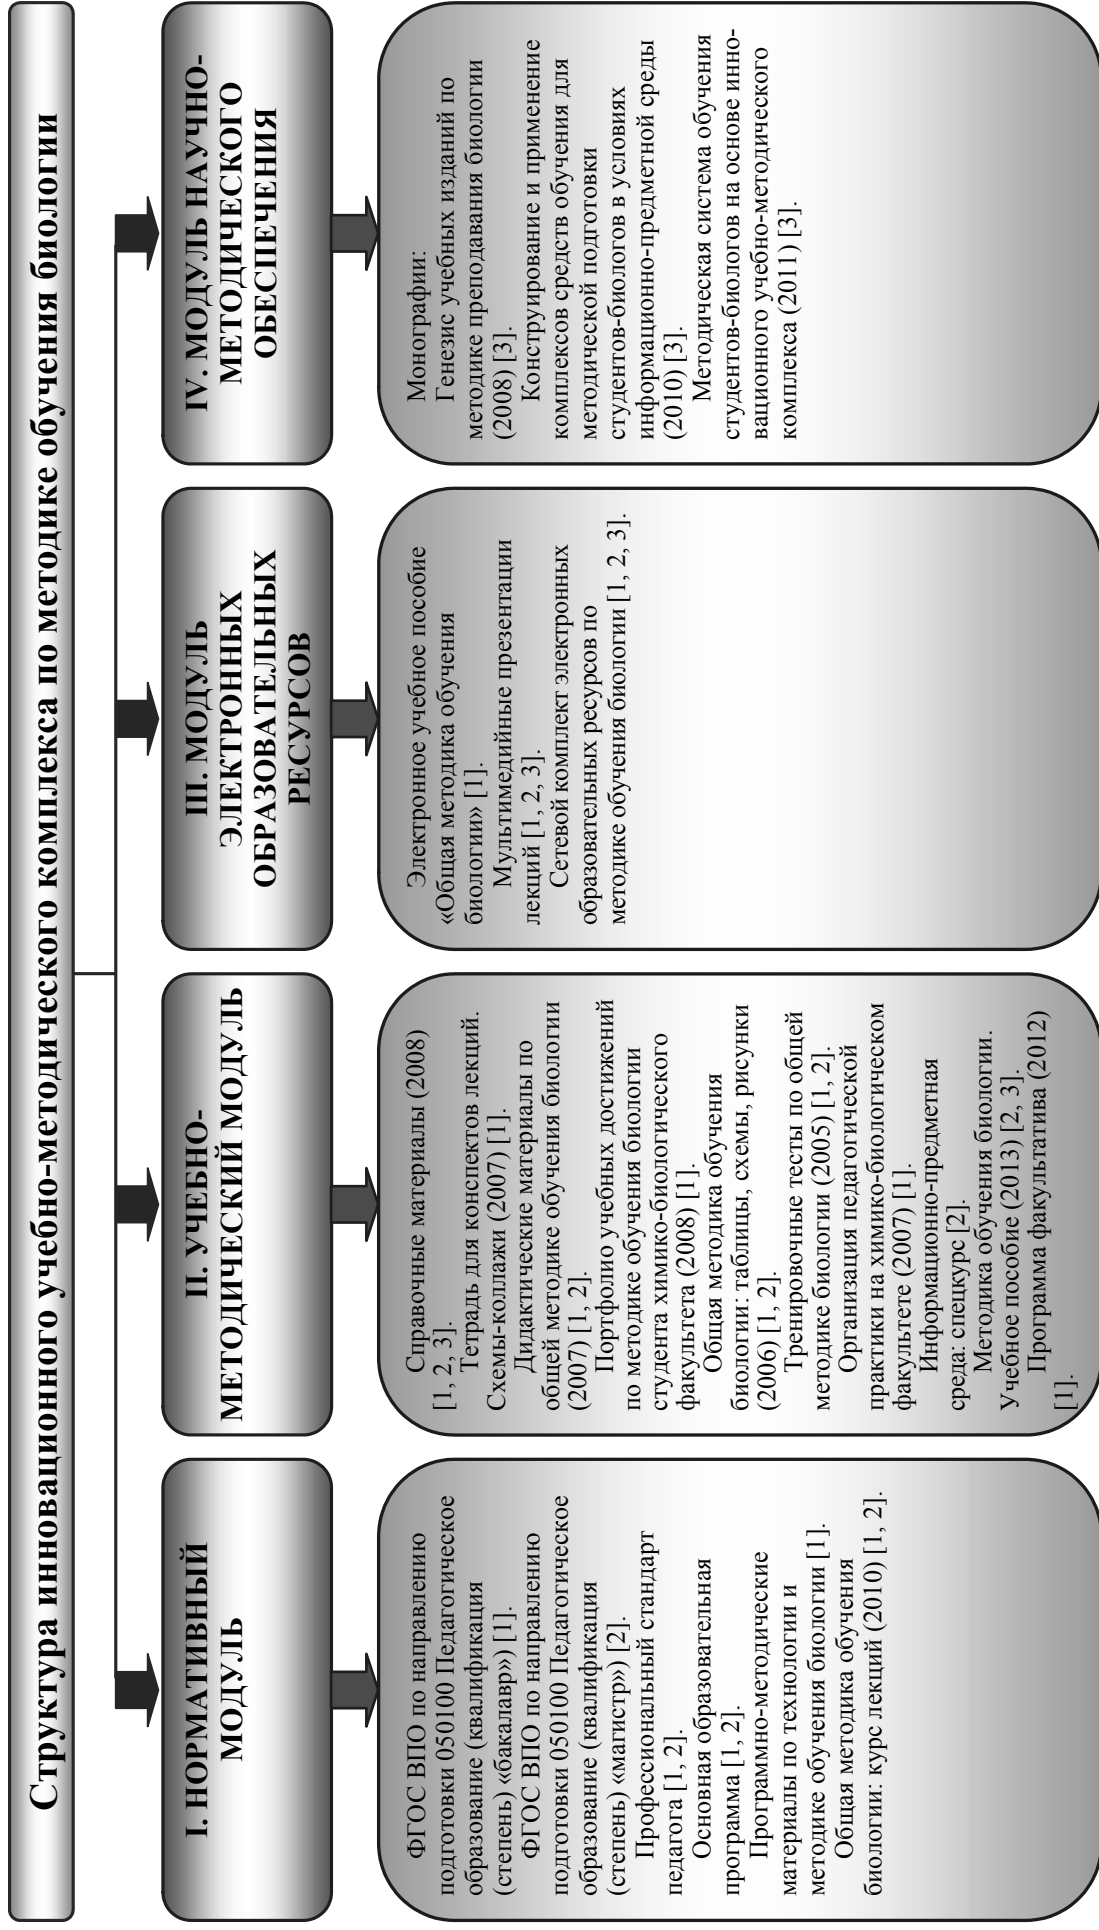 Структура инновационного учебно-методического комплекса по методике обучения биологии
I. НОРМАТИВНЫЙ
МОДУЛЬ
ФГОС ВПО по направлению
подготовки 050100 Педагогическое
образование (квалификация
(степень) «бакалавр») [1].
ФГОС ВПО по направлению
подготовки 050100 Педагогическое
образование (квалификация
(степень) «магистр») [2].
Профессиональный стандарт
педагога [1, 2].
Основная образовательная
программа [1, 2].
Программно-методические
материалы по технологии и
методике обучения биологии [1].
Общая методика обучения
биологии: курс лекций (2010) [1, 2].
II. УЧЕБНО-
МЕТОДИЧЕСКИЙ МОДУЛЬ
Справочные материалы (2008)
[1, 2, 3].
Тетрадь для конспектов лекций.
Схемы-коллажи (2007) [1].
Дидактические материалы по
общей методике обучения биологии
(2007) [1, 2].
Портфолио учебных достижений
по методике обучения биологии
студента химико-биологического
факультета (2008) [1].
Общая методика обучения
биологии: таблицы, схемы, рисунки
(2006) [1, 2].
Тренировочные тесты по общей
методике биологии (2005) [1, 2].
Организация педагогической
практики на химико-биологическом
факультете (2007) [1].
Информационно-предметная
среда: спецкурс [2].
Методика обучения биологии.
Учебное пособие (2013) [2, 3].
Программа факультатива (2012)
[1].
III. МОДУЛЬ
ЭЛЕКТРОННЫХ
ОБРАЗОВАТЕЛЬНЫХ
РЕСУРСОВ
Электронное учебное пособие
«Общая методика обучения
биологии» [1].
Мультимедийные презентации
лекций [1, 2, 3].
Сетевой комплект электронных
образовательных ресурсов по
методике обучения биологии [1, 2, 3].
IV. МОДУЛЬ НАУЧНО-
МЕТОДИЧЕСКОГО
ОБЕСПЕЧЕНИЯ
Монографии:
Генезис учебных изданий по
методике преподавания биологии
(2008) [3].
Конструирование и применение
комплексов средств обучения для
методической подготовки
студентов-биологов в условиях
информационно-предметной среды
(2010) [3].
Методическая система обучения
студентов-биологов на основе инно-
вационного учебно-методического
комплекса (2011) [3].